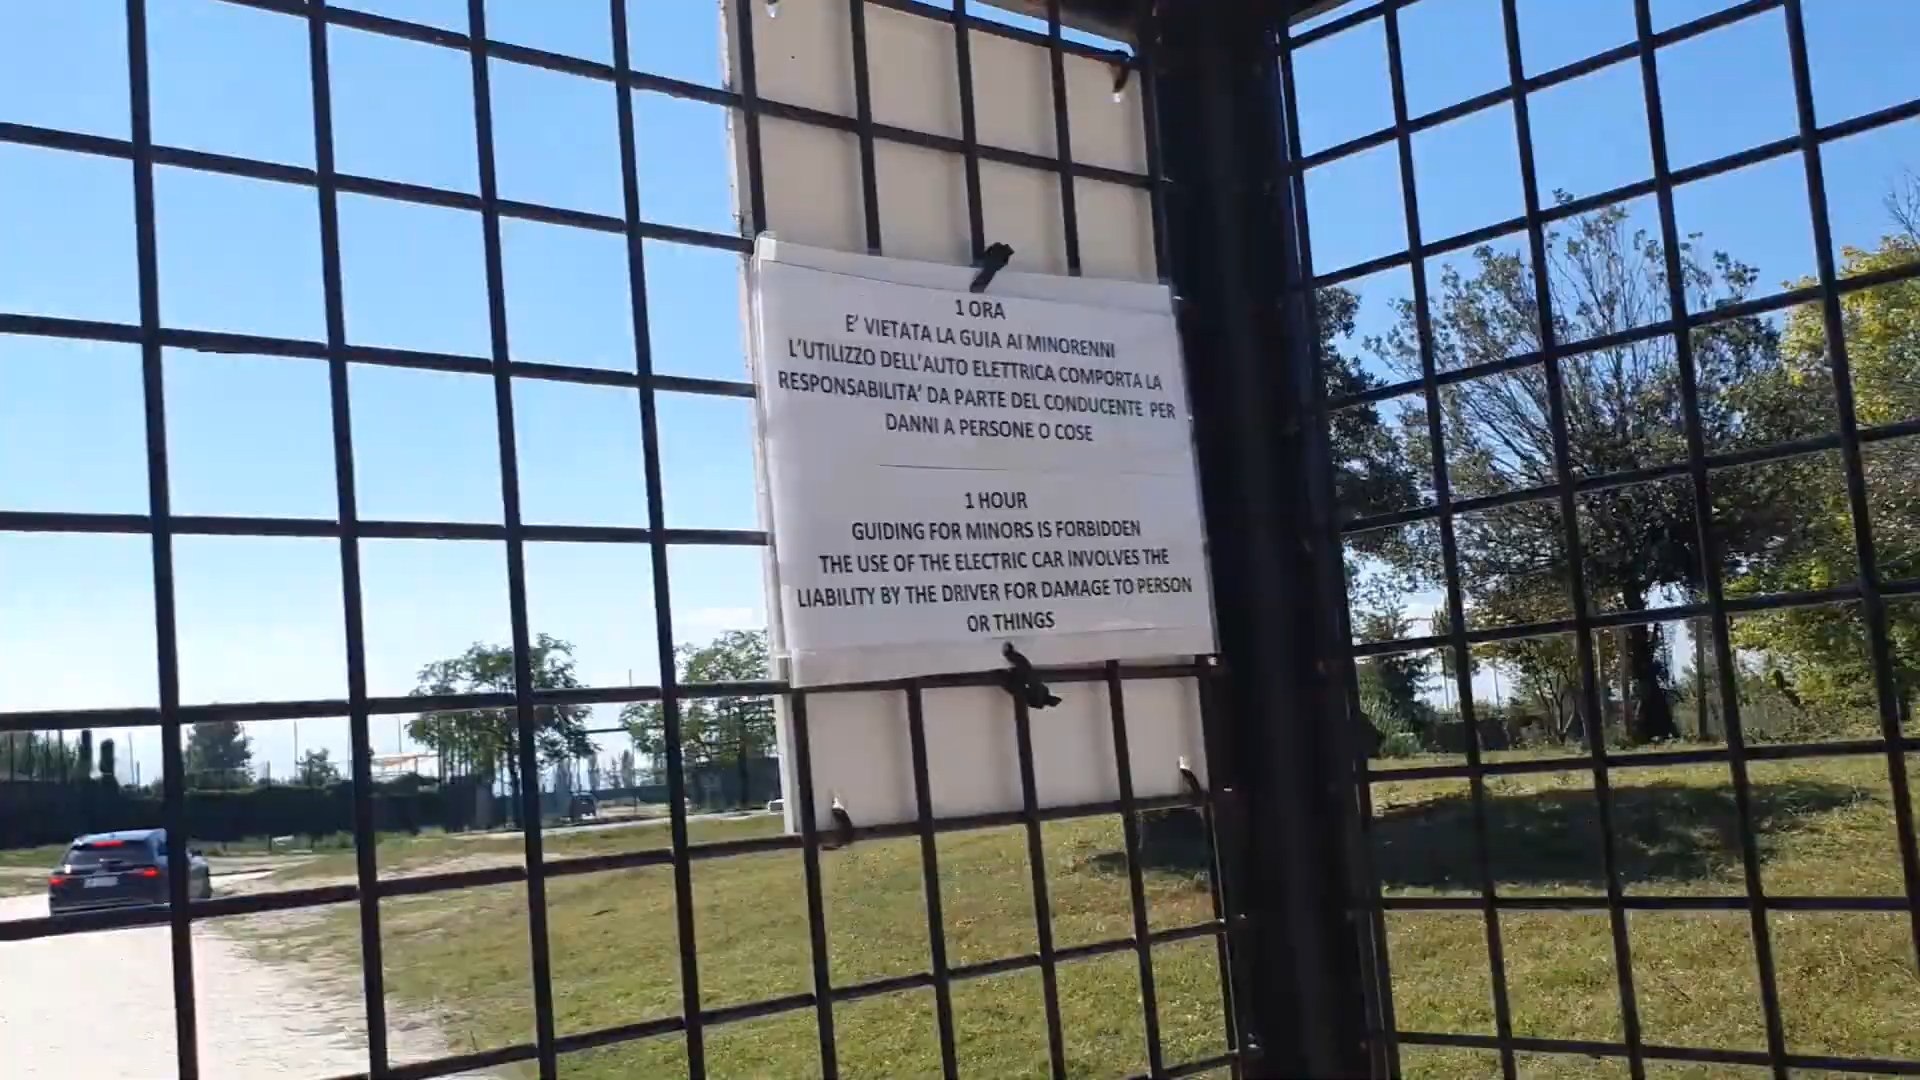 1 ORA
E' VIETATA LA GUIA AI MINORENNI
L'UTILIZZO DELL'AUTO ELETTRICA COMPORTA LA
RESPONSABILITA' DA PARTE DEL CONDUCENTE PER
DANNI A PERSONE O COSE
1 HOUR
GUIDING FOR MINORS IS FORBIDDEN
THE USE OF THE ELECTRIC CAR INVOLVES THE
LIABILITY BY THE DRIVER FOR DAMAGE TO PERSON
OR THINGS